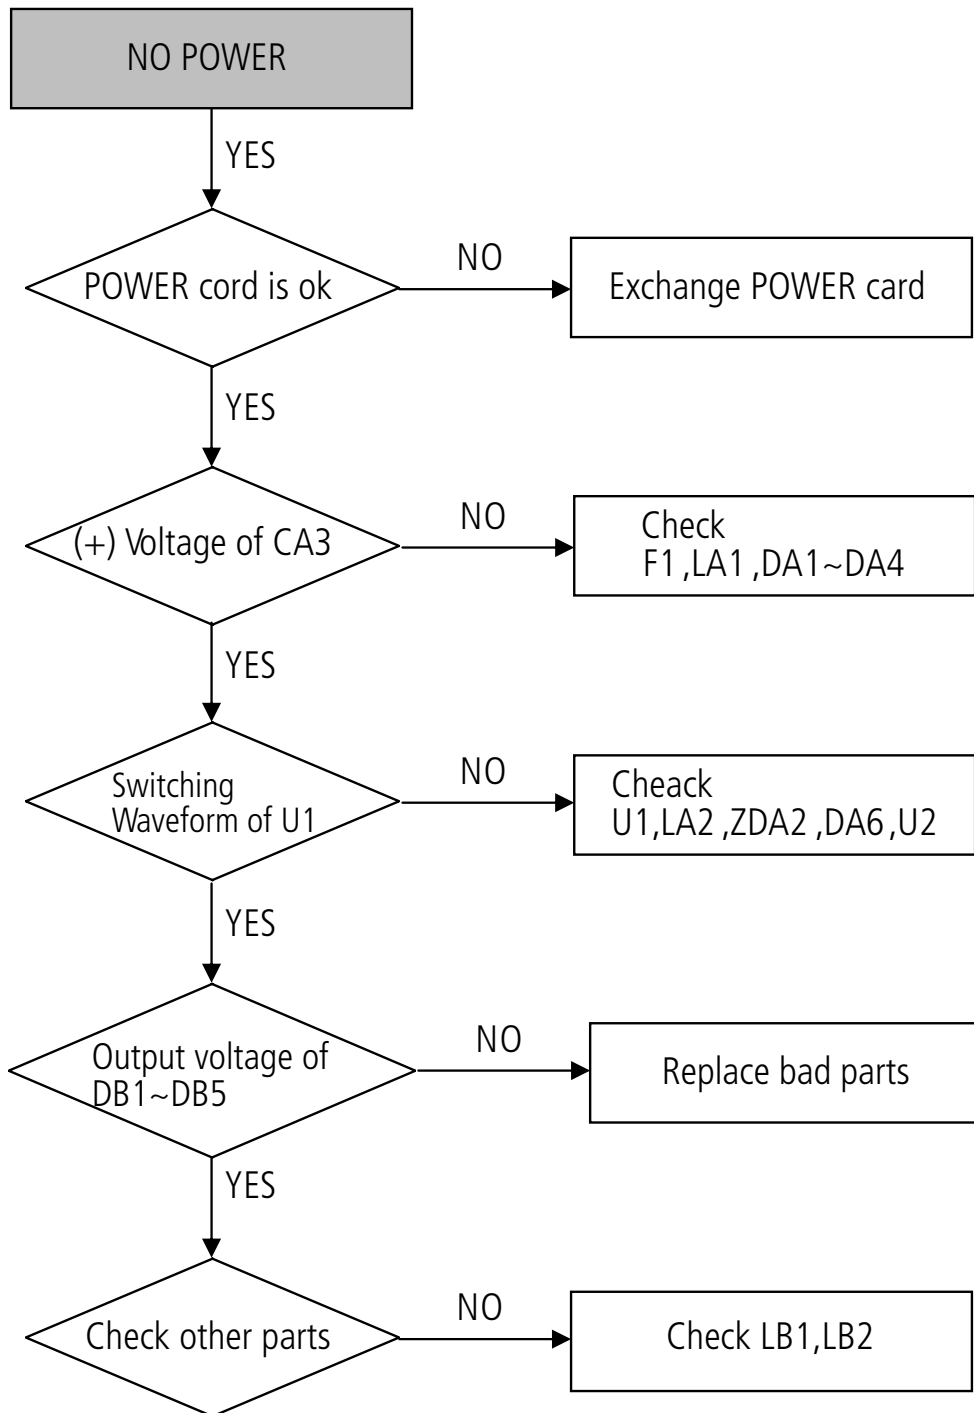 NO POWER
YES
POWER cord is ok
NO
Exchange POWER card
YES
(+) Voltage of CA3
NO
Check
F1 ,LA1 ,DA1~DA4
YES
Switching
Waveform of U1
NO
Cheack
U1,LA2 ,ZDA2 ,DA6 ,U2
YES
Output voltage of
DB1~DB5
NO
Replace bad parts
YES
Check other parts
NO
Check LB1,LB2